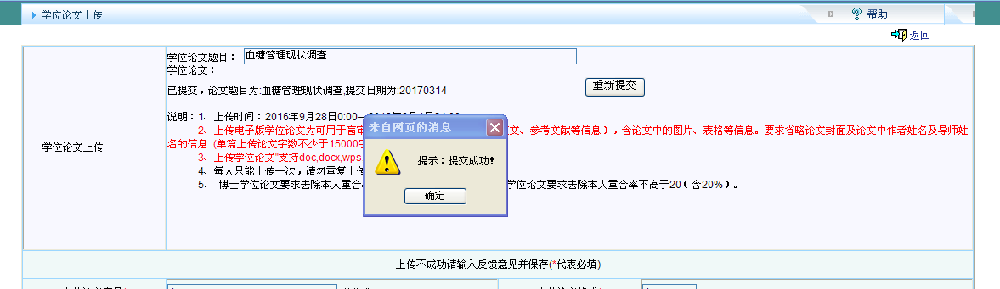 学位论文上传
帮助
返回
学位论文上传
学位论文题目： 血糖管理现状调查
学位论文：
已提交，论文题目为:血糖管理现状调查,提交日期为:20170314
重新提交
说明：1、上传时间：2016年9月28日0:00—
2、上传电子版学位论文为可用于盲审 文、参考文献等信息），含论文中的图片、表格等信息。要求省略论文封面及论文中作者姓名及导师姓
名的信息 (单篇上传论文字数不少于15000字
3、上传学位论文"支持doc,docx,wps
4、每人只能上传一次，请勿重复上传
5、 博士学位论文要求去除本人重合率 学位论文要求去除本人重合率不高于20（含20%）。
来自网页的消息
提示：提交成功!
确定
上传不成功请输入反馈意见并保存(*代表必填)